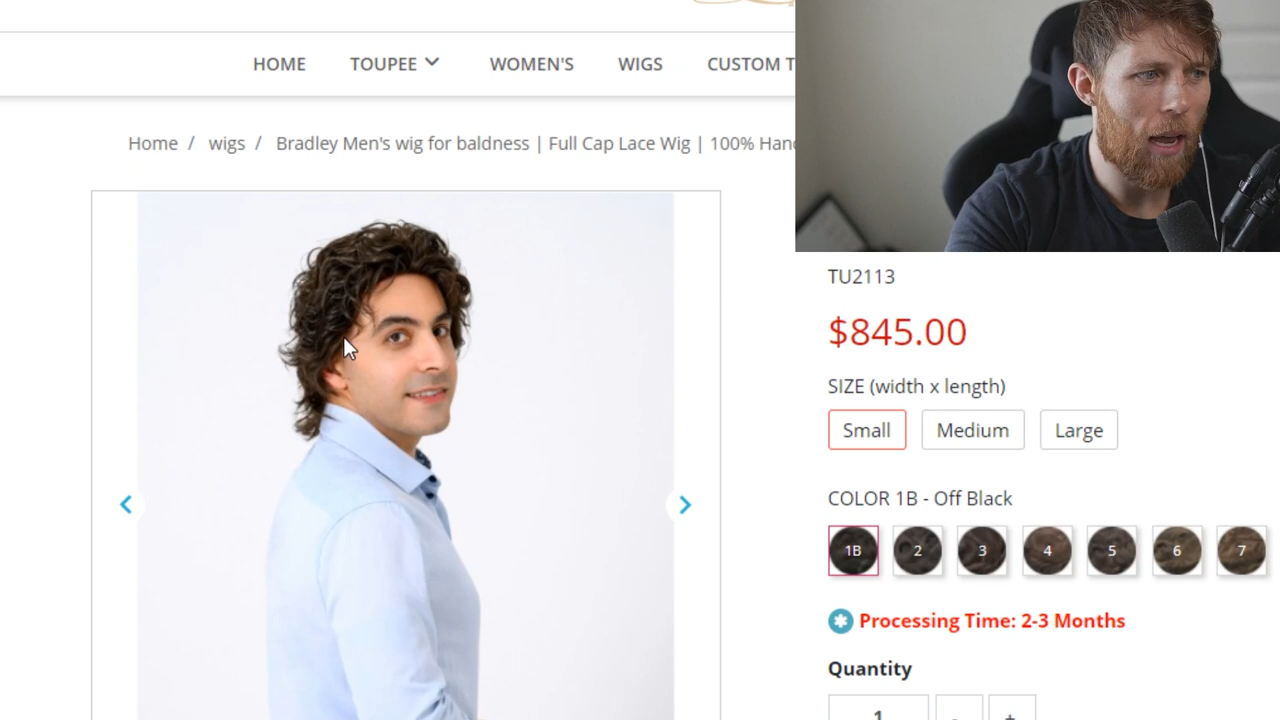 HOME TOUPEE WOMEN'S WIGS CUSTOM T
Home / wigs / Bradley Men's wig for baldness | Full Cap Lace Wig | 100% Hand
TU2113
$845.00
SIZE (width x length)
Small Medium Large
COLOR 1B - Off Black
1B 2 3 4 5 6 7
Processing Time: 2-3 Months
Quantity
1 - +